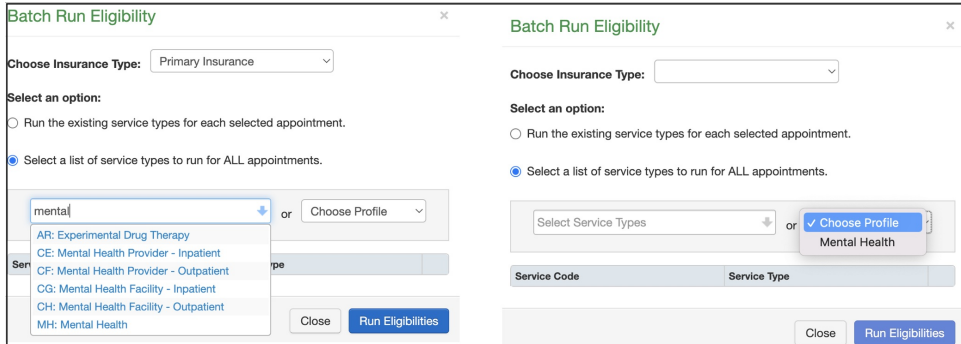 Batch Run Eligibility ×
Choose Insurance Type: Primary Insurance
Select an option:
Run the existing service types for each selected appointment.
Select a list of service types to run for ALL appointments.
mental or Choose Profile
AR: Experimental Drug Therapy
CE: Mental Health Provider - Inpatient
CF: Mental Health Provider - Outpatient
CG: Mental Health Facility - Inpatient
CH: Mental Health Facility - Outpatient
MH: Mental Health
Ser ype
Close Run Eligibilities
Batch Run Eligibility ×
Choose Insurance Type:
Select an option:
Run the existing service types for each selected appointment.
Select a list of service types to run for ALL appointments.
Select Service Types or ✓ Choose Profile
Mental Health
Service Code Service Type
Close Run Eligibilities